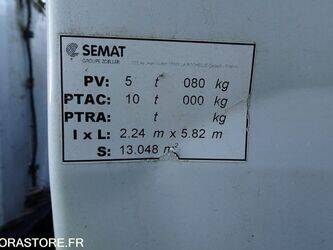 SEMAT
GROUPE ZOELLER
PV: 5 t 080 kg
PTAC: 10 t 000 kg
PTRA: t kg
I x L: 2.24 m x 5.82 m
S: 13.048 m²
ORASTORE.FR